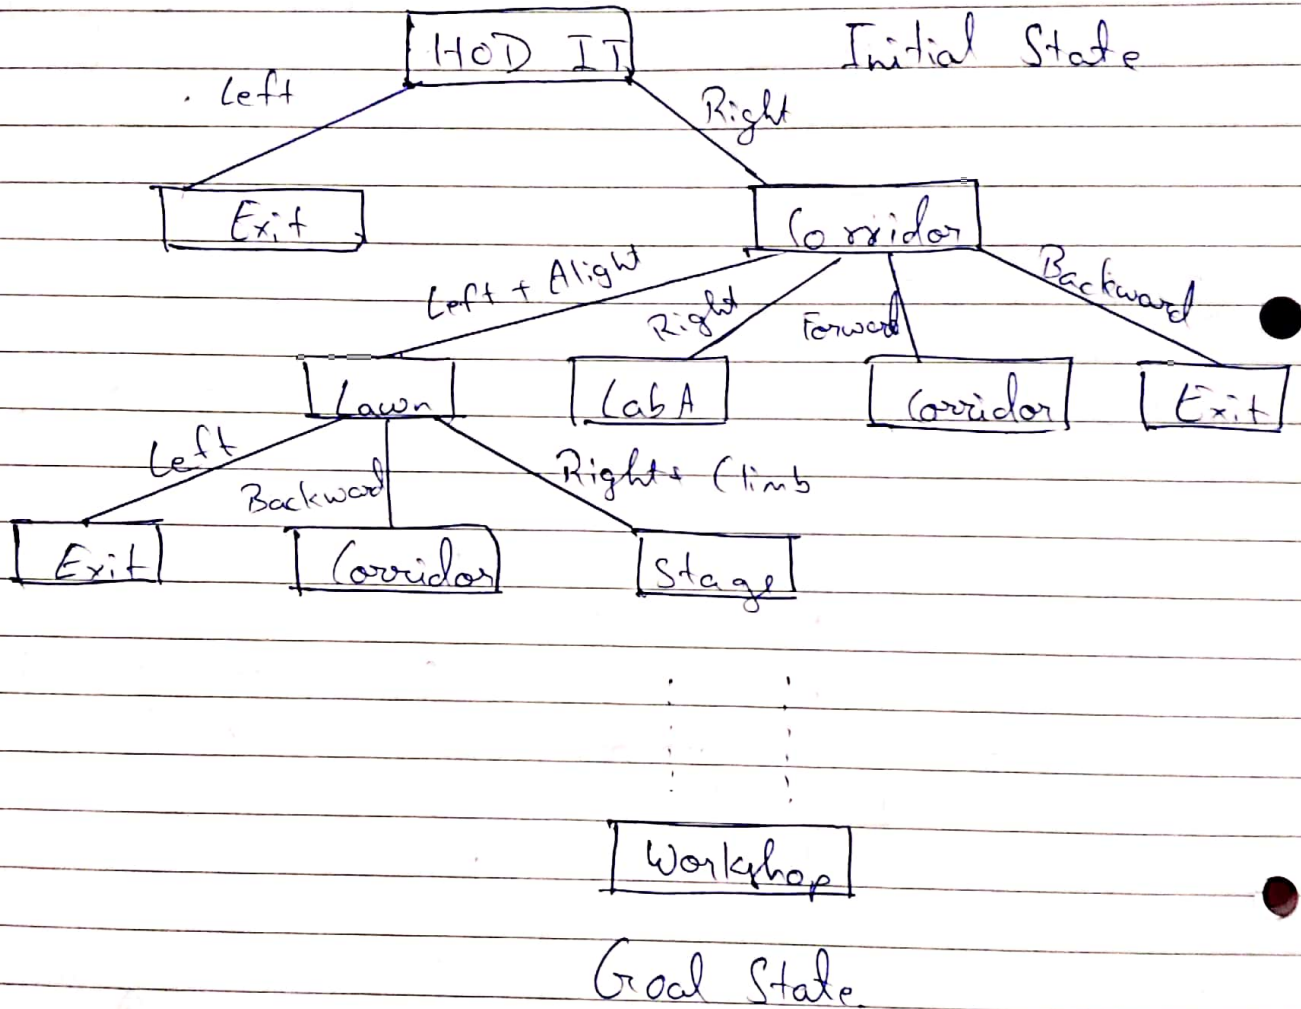 HOD IT
Initial State
Left
Right
Exit
Corridor
Left + Alight
Right
Forward
Backward
Lawn
Lab A
Corridor
Exit
Left
Backward
Right + Climb
Exit
Corridor
Stage
Workshop
Goal State